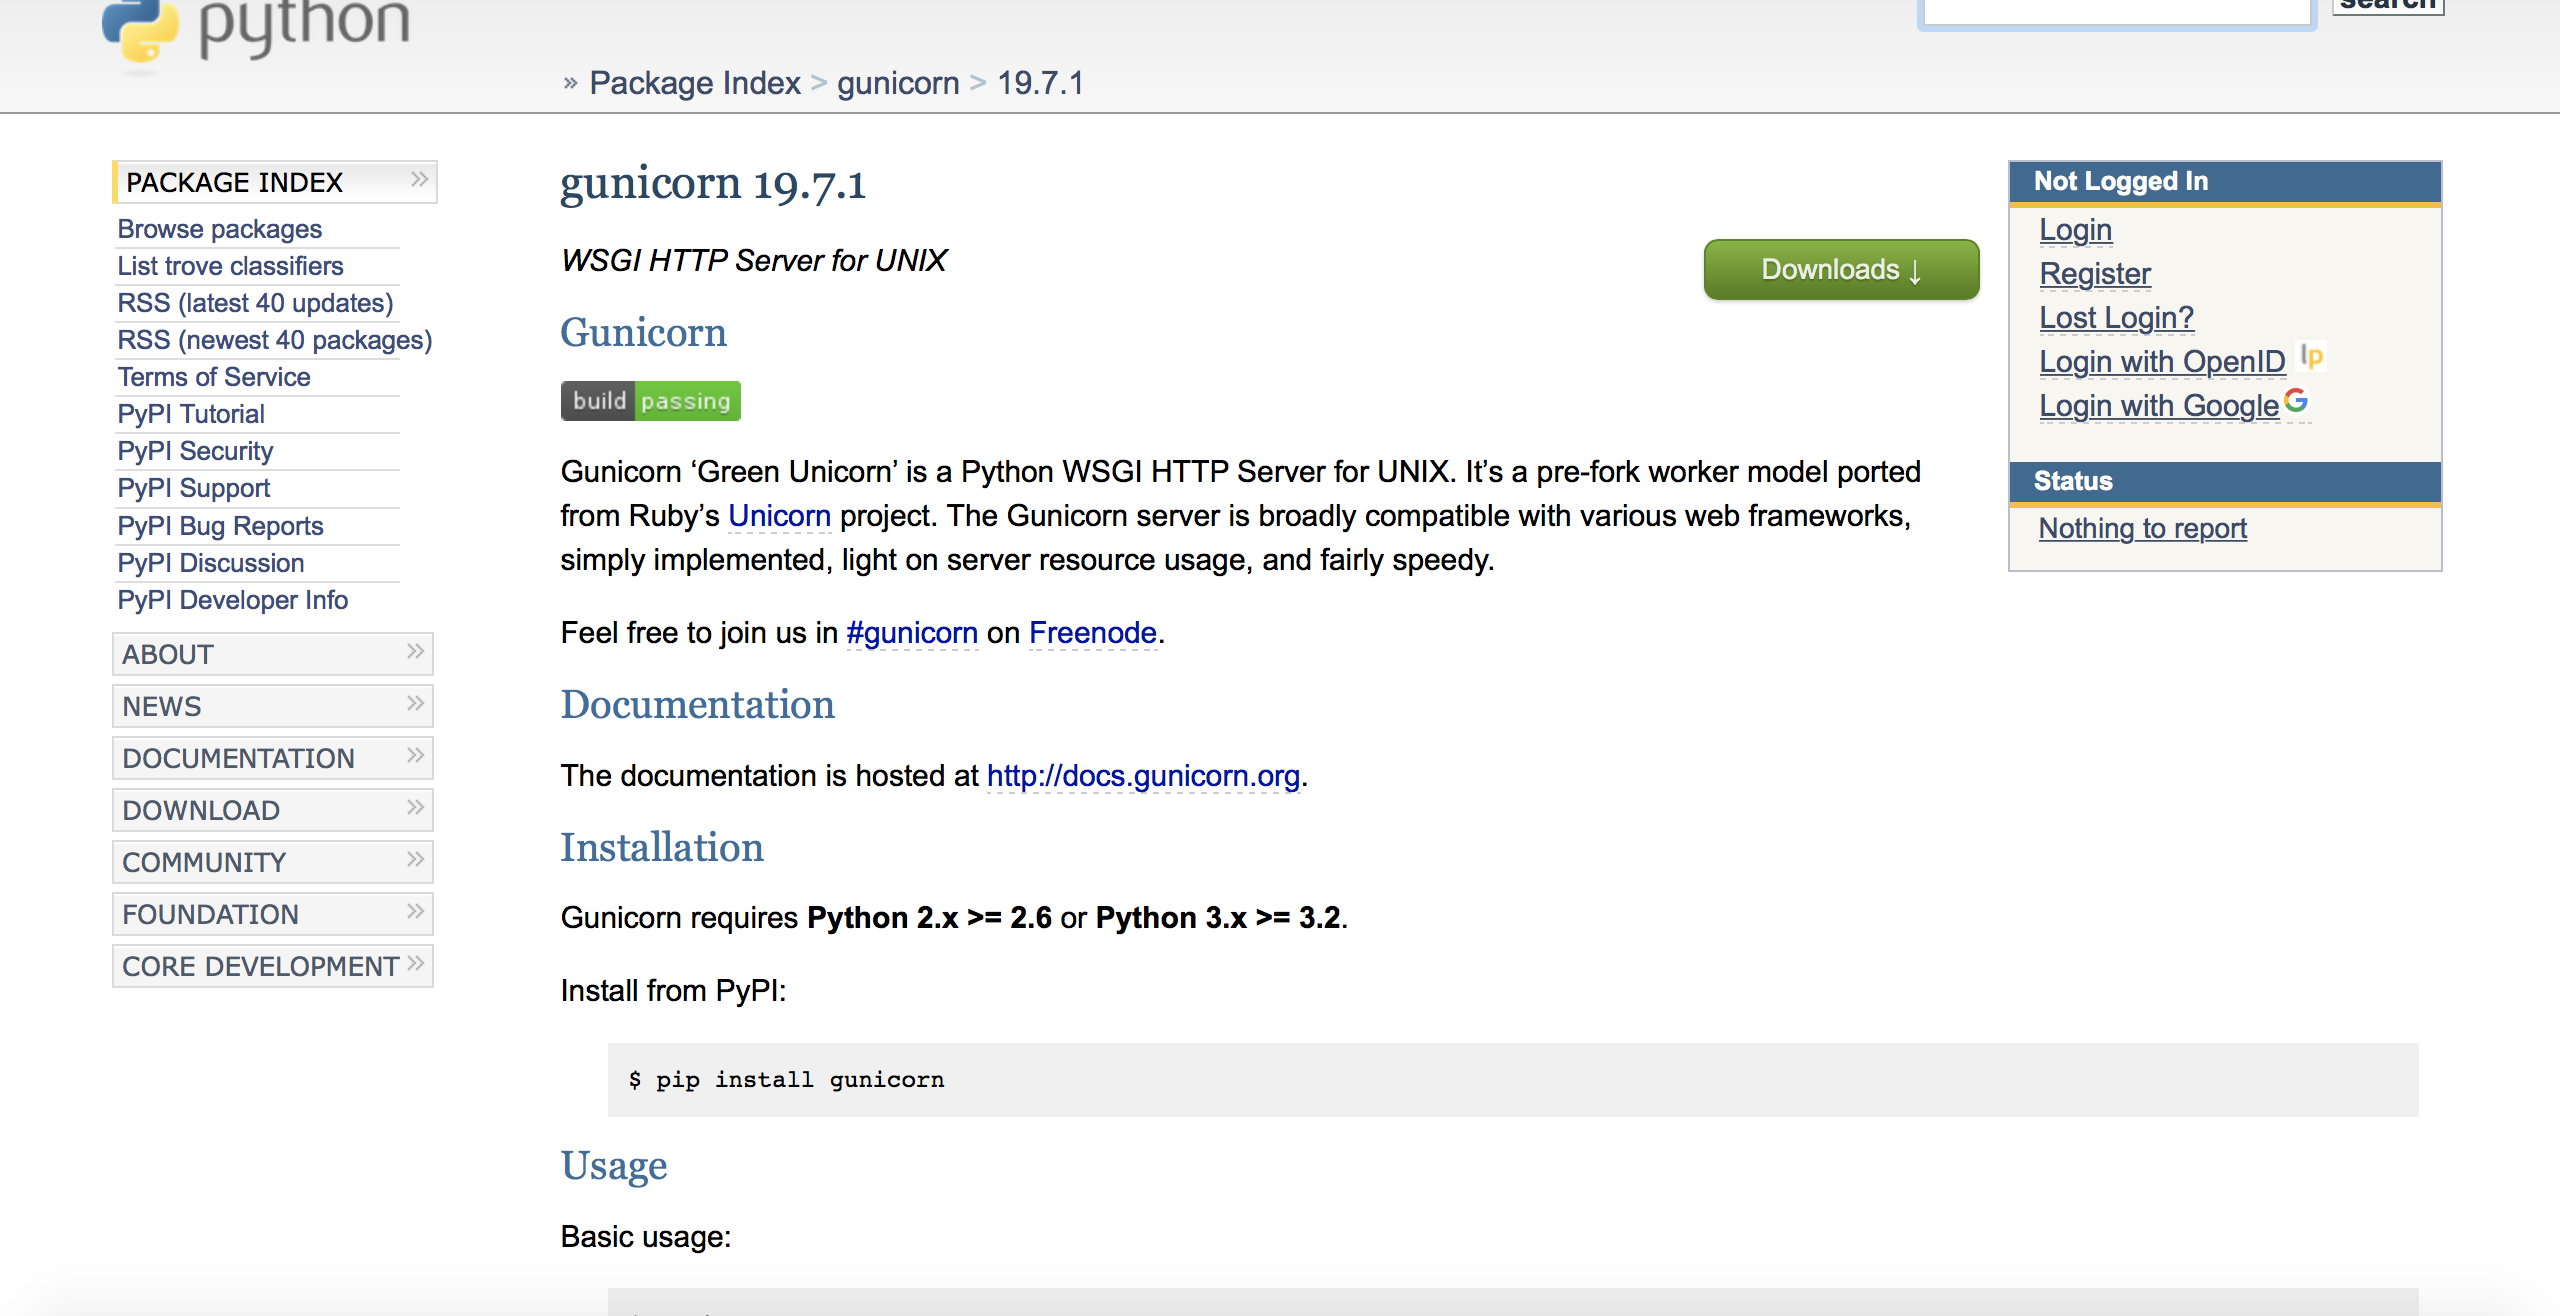 python
search
» Package Index > gunicorn > 19.7.1
PACKAGE INDEX »
Browse packages
List trove classifiers
RSS (latest 40 updates)
RSS (newest 40 packages)
Terms of Service
PyPI Tutorial
PyPI Security
PyPI Support
PyPI Bug Reports
PyPI Discussion
PyPI Developer Info
ABOUT »
NEWS »
DOCUMENTATION »
DOWNLOAD »
COMMUNITY »
FOUNDATION »
CORE DEVELOPMENT »
gunicorn 19.7.1
WSGI HTTP Server for UNIX
Downloads ↓
Gunicorn
build passing
Gunicorn ‘Green Unicorn’ is a Python WSGI HTTP Server for UNIX. It’s a pre-fork worker model ported
from Ruby’s Unicorn project. The Gunicorn server is broadly compatible with various web frameworks,
simply implemented, light on server resource usage, and fairly speedy.
Feel free to join us in #gunicorn on Freenode.
Documentation
The documentation is hosted at http://docs.gunicorn.org.
Installation
Gunicorn requires Python 2.x >= 2.6 or Python 3.x >= 3.2.
Install from PyPI:
$ pip install gunicorn
Usage
Basic usage:
Not Logged In
Login
Register
Lost Login?
Login with OpenID lp
Login with Google G
Status
Nothing to report